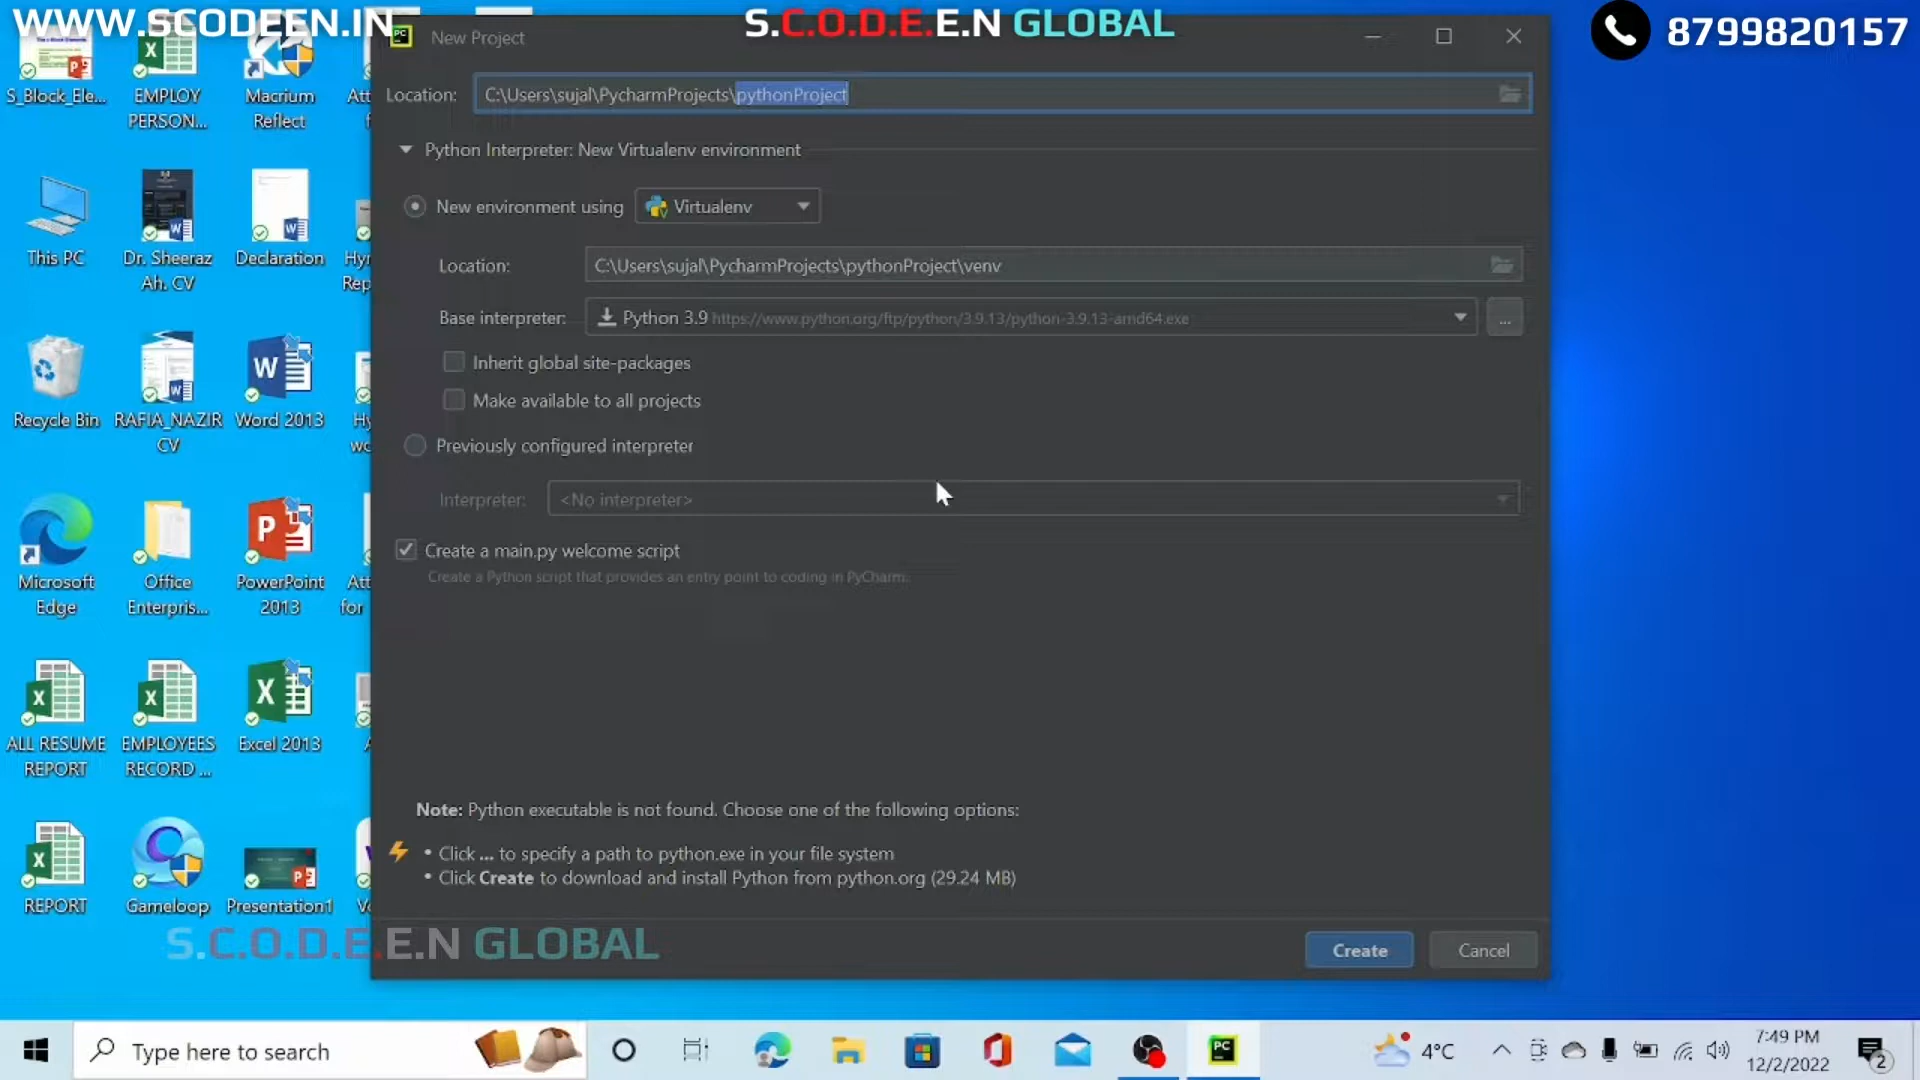 WWW.SCODEEN.IN
S.C.O.D.E.E.N GLOBAL
8799820157
New Project
Location: C:\Users\sujal\PycharmProjects\pythonProject
Python Interpreter: New Virtualenv environment
New environment using Virtualenv
Location: C:\Users\sujal\PycharmProjects\pythonProject\venv
Base interpreter: Python 3.9 https://www.python.org/ftp/python/3.9.13/python-3.9.13-amd64.exe
...
Inherit global site-packages
Make available to all projects
Previously configured interpreter
Interpreter: <No interpreter>
Create a main.py welcome script
Create a Python script that provides an entry point to coding in PyCharm.
Note: Python executable is not found. Choose one of the following options:
• Click ... to specify a path to python.exe in your file system
• Click Create to download and install Python from python.org (29.24 MB)
Create
Cancel
S_Block_Ele...
EMPLOY
PERSON...
Macrium
Reflect
This PC
Dr. Sheeraz
Ah. CV
Declaration
Recycle Bin
RAFIA_NAZIR
CV
Word 2013
Microsoft
Edge
Office
Enterpris...
PowerPoint
2013
for
ALL RESUME
REPORT
EMPLOYEES
RECORD ...
Excel 2013
REPORT
Gameloop
Presentation1
S.C.O.D.E.E.N GLOBAL
Type here to search
4°C
7:49 PM
12/2/2022
2